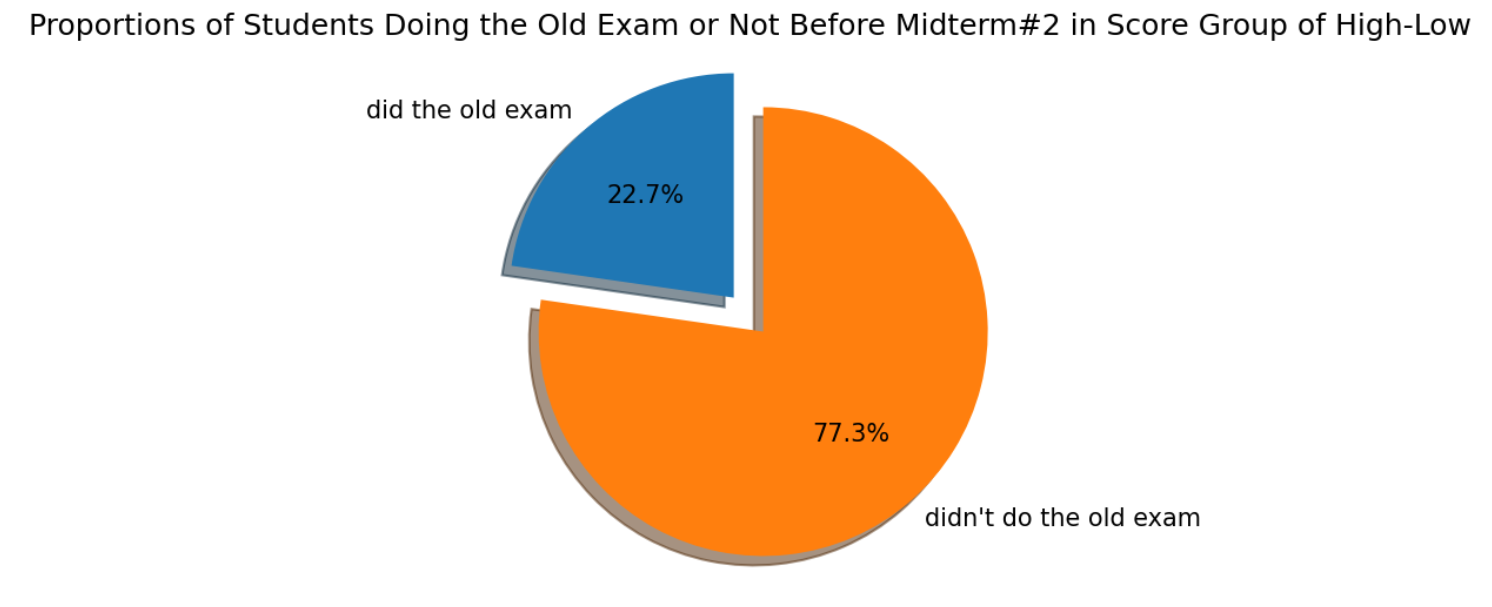 Proportions of Students Doing the Old Exam or Not Before Midterm#2 in Score Group of High-Low
did the old exam
22.7%
77.3%
didn't do the old exam